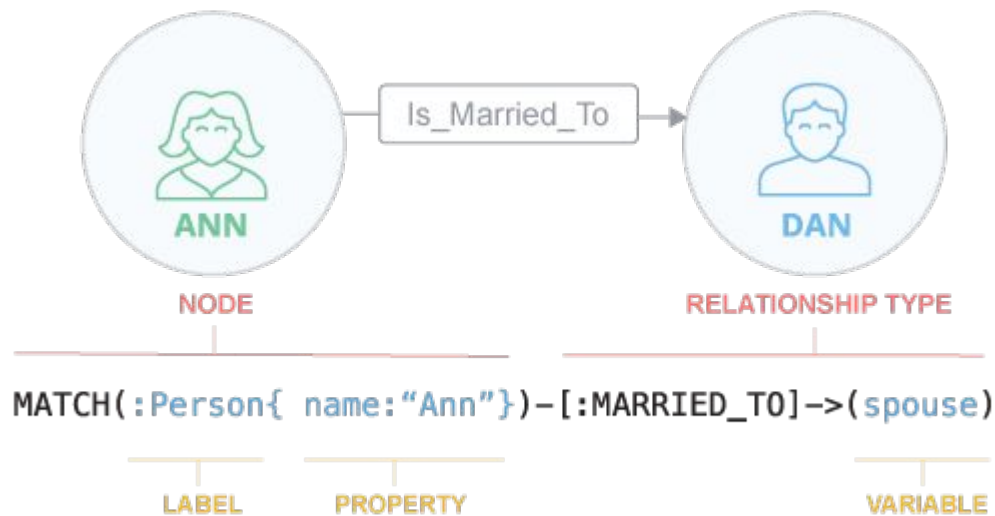 Is_Married_To
ANN
DAN
NODE
RELATIONSHIP TYPE
MATCH(:Person{ name:“Ann”})–[:MARRIED_TO]–>(spouse)
LABEL
PROPERTY
VARIABLE